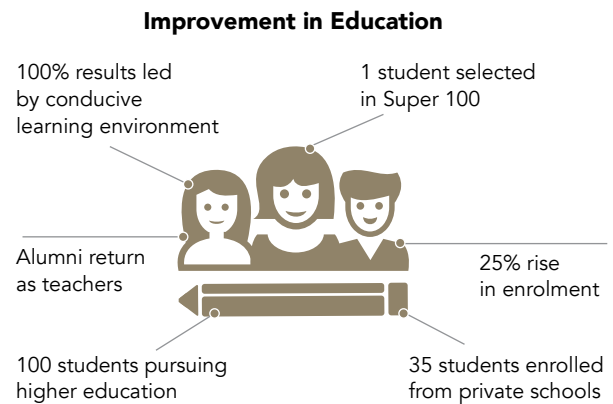 Improvement in Education
100% results led
by conducive
learning environment
1 student selected
in Super 100
Alumni return
as teachers
25% rise
in enrolment
100 students pursuing
higher education
35 students enrolled
from private schools